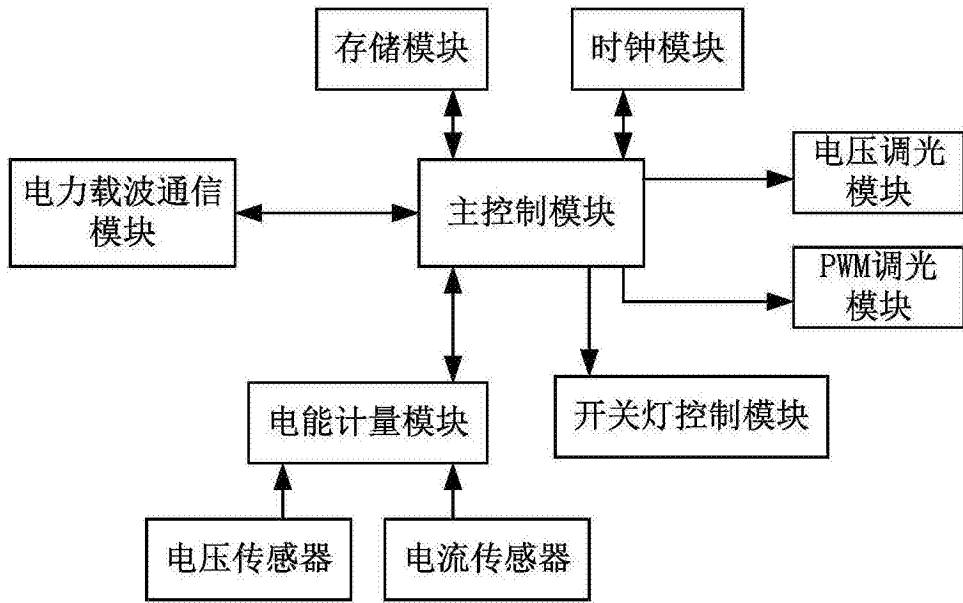 存储模块
时钟模块
电力载波通信
模块
主控制模块
电压调光
模块
PWM调光
模块
电能计量模块
开关灯控制模块
电压传感器
电流传感器